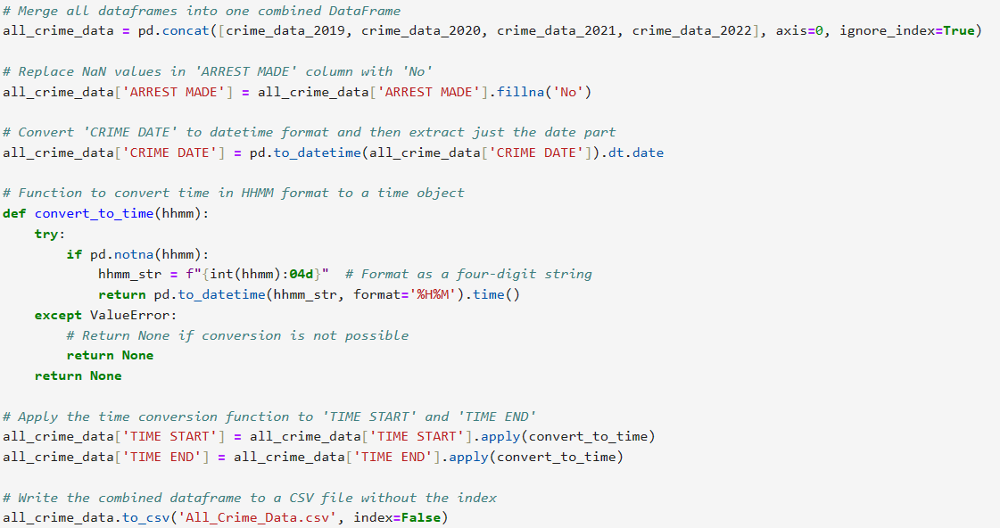 # Merge all dataframes into one combined DataFrame
all_crime_data = pd.concat([crime_data_2019, crime_data_2020, crime_data_2021, crime_data_2022], axis=0, ignore_index=True)
# Replace NaN values in 'ARREST MADE' column with 'No'
all_crime_data['ARREST MADE'] = all_crime_data['ARREST MADE'].fillna('No')
# Convert 'CRIME DATE' to datetime format and then extract just the date part
all_crime_data['CRIME DATE'] = pd.to_datetime(all_crime_data['CRIME DATE']).dt.date
# Function to convert time in HHMM format to a time object
def convert_to_time(hhmm):
    try:
        if pd.notna(hhmm):
            hhmm_str = f"{int(hhmm):04d}"  # Format as a four-digit string
            return pd.to_datetime(hhmm_str, format='%H%M').time()
    except ValueError:
        # Return None if conversion is not possible
        return None
    return None
# Apply the time conversion function to 'TIME START' and 'TIME END'
all_crime_data['TIME START'] = all_crime_data['TIME START'].apply(convert_to_time)
all_crime_data['TIME END'] = all_crime_data['TIME END'].apply(convert_to_time)
# Write the combined dataframe to a CSV file without the index
all_crime_data.to_csv('All_Crime_Data.csv', index=False)